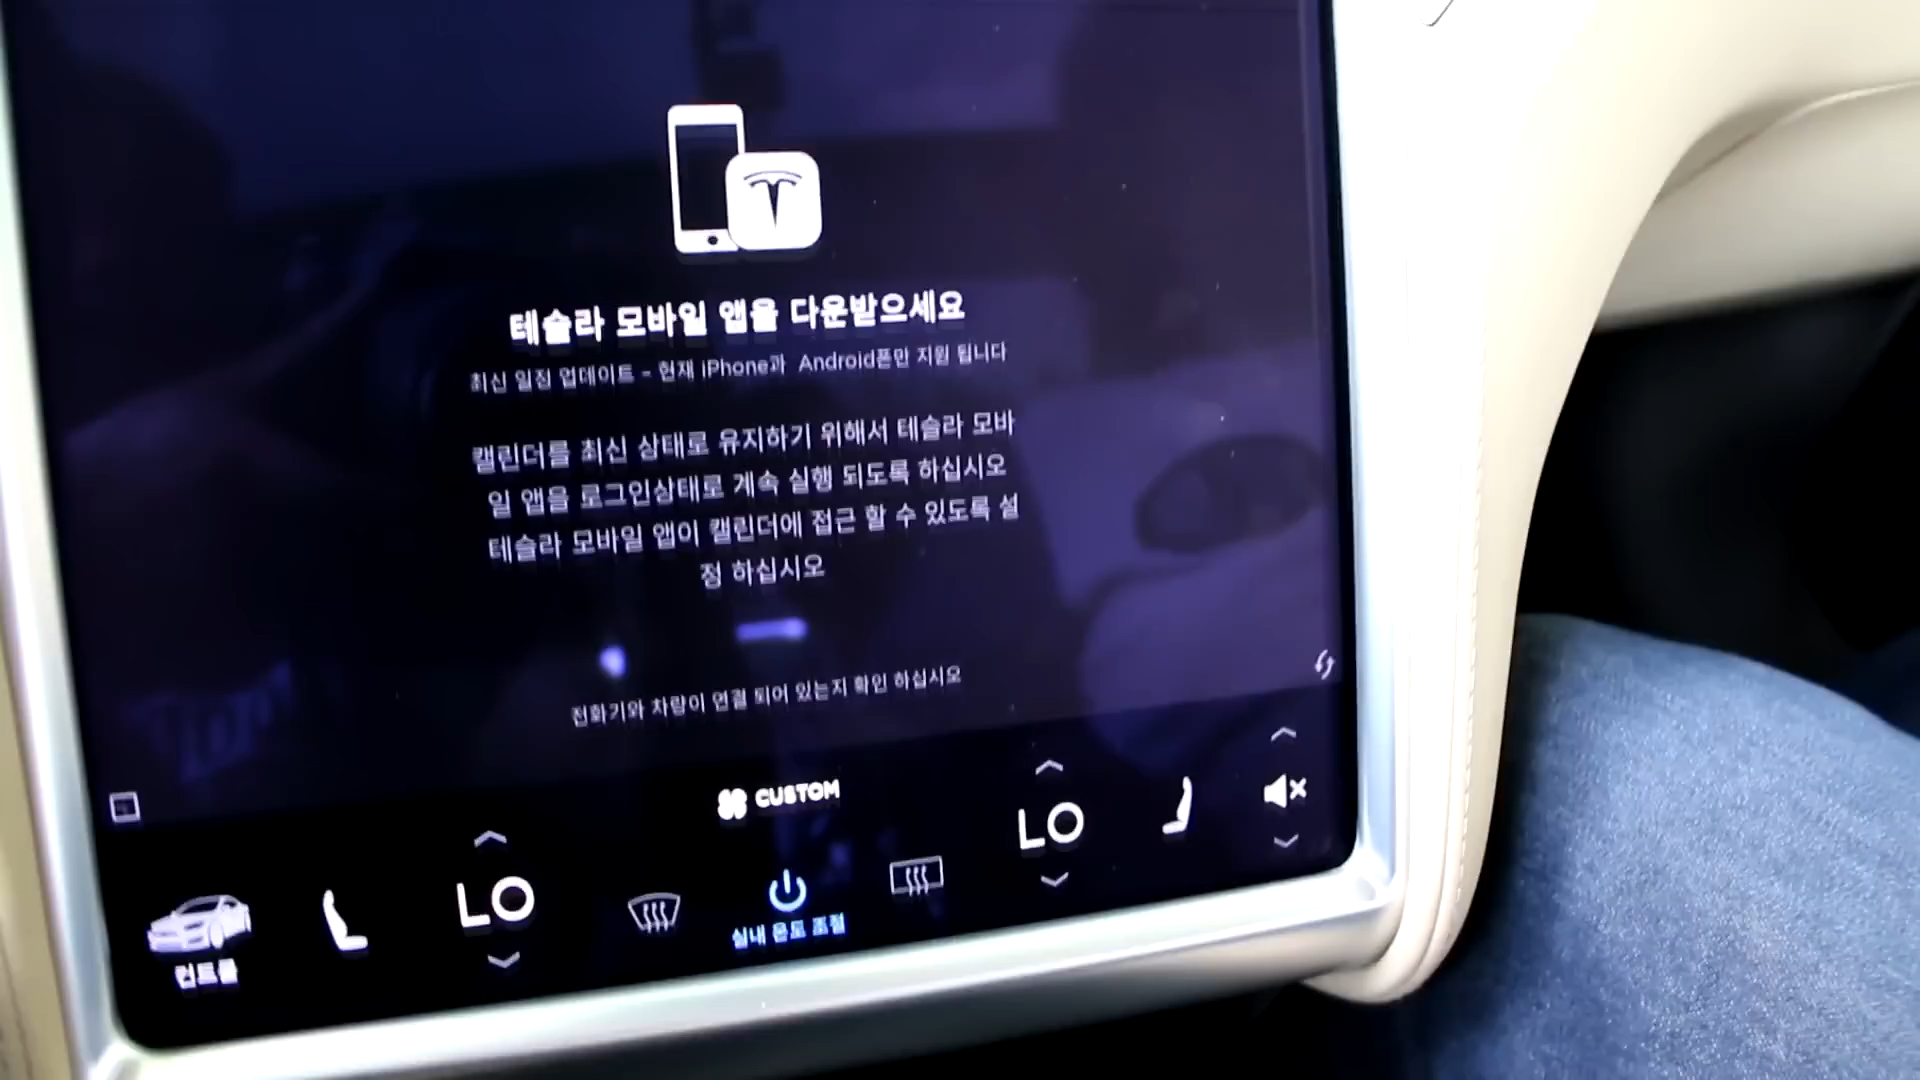 테슬라 모바일 앱을 다운받으세요
최신 일정 업데이트 - 현재 iPhone과 Android폰만 지원 됩니다
캘린더를 최신 상태로 유지하기 위해서 테슬라 모바
일 앱을 로그인상태로 계속 실행 되도록 하십시오
테슬라 모바일 앱이 캘린더에 접근 할 수 있도록 설
정 하십시오
전화기와 차량이 연결 되어 있는지 확인 하십시오
CUSTOM
LO
LO
실내 온도 조절
컨트롤